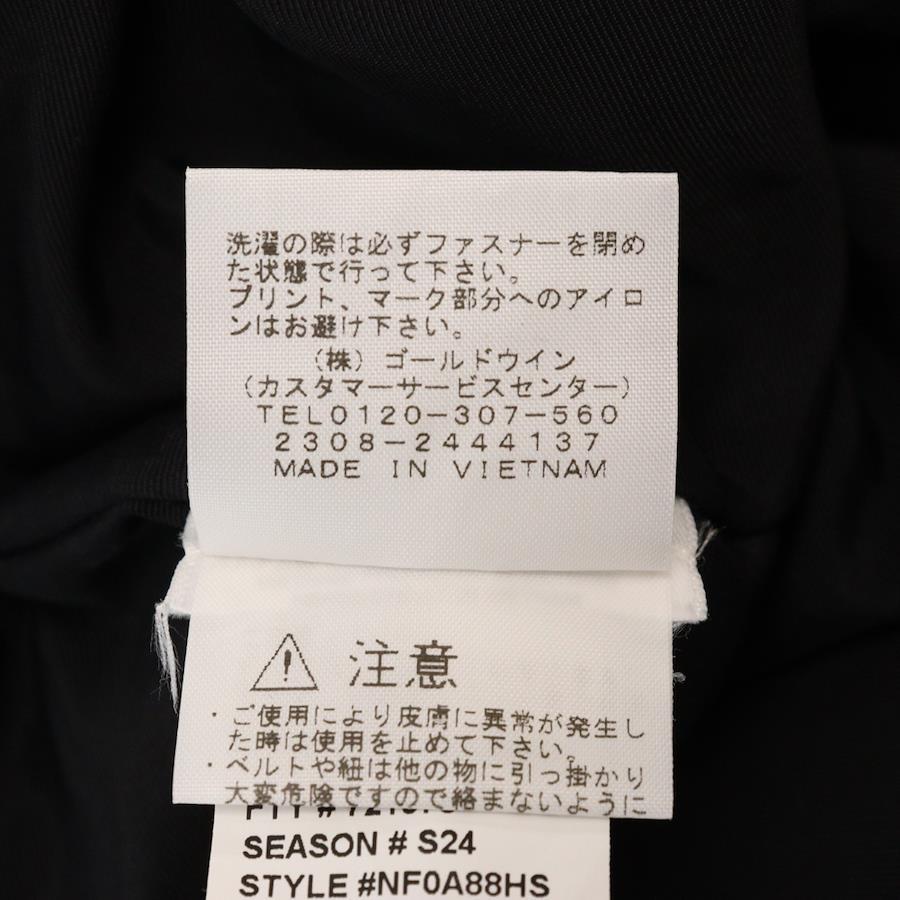 洗濯の際は必ずファスナーを閉め
た状態で行って下さい。
プリント、マーク部分へのアイロ
ンはお避け下さい。
(株)ゴールドウイン
(カスタマーサービスセンター)
TEL0120-307-560
2308-2444137
MADE IN VIETNAM
注意
・ご使用により皮膚に異常が発生し
た時は使用を止めて下さい。
・ベルトや紐は他の物に引っ掛かり
大変危険ですので絡まないように
SEASON # S24
STYLE #NF0A88HS